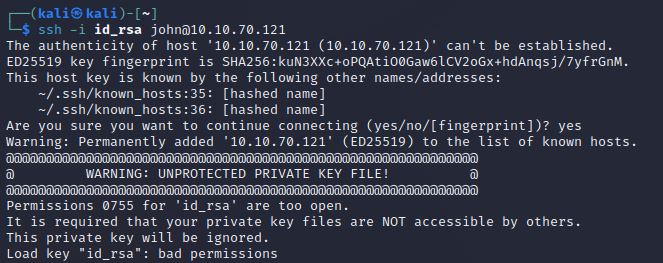 ┌──(kali㉿kali)-[~]
└─$ ssh -i id_rsa john@10.10.70.121
The authenticity of host '10.10.70.121 (10.10.70.121)' can't be established.
ED25519 key fingerprint is SHA256:kuN3XXc+oPQAtiO0Gaw6lCV2oGx+hdAnqsj/7yfrGnM.
This host key is known by the following other names/addresses:
    ~/.ssh/known_hosts:35: [hashed name]
    ~/.ssh/known_hosts:36: [hashed name]
Are you sure you want to continue connecting (yes/no/[fingerprint])? yes
Warning: Permanently added '10.10.70.121' (ED25519) to the list of known hosts.
@@@@@@@@@@@@@@@@@@@@@@@@@@@@@@@@@@@@@@@@@@@@@@@@@@@@@@@@@@@
@         WARNING: UNPROTECTED PRIVATE KEY FILE!          @
@@@@@@@@@@@@@@@@@@@@@@@@@@@@@@@@@@@@@@@@@@@@@@@@@@@@@@@@@@@
Permissions 0755 for 'id_rsa' are too open.
It is required that your private key files are NOT accessible by others.
This private key will be ignored.
Load key "id_rsa": bad permissions